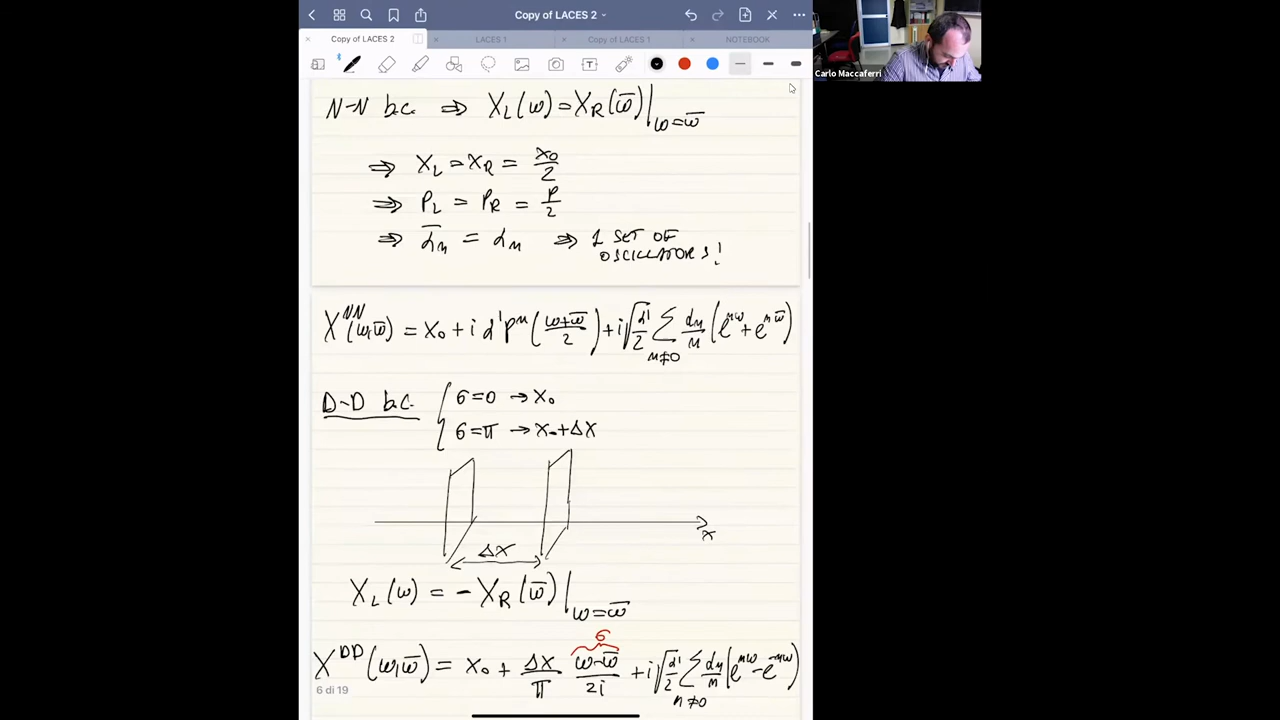 Copy of LACES 2
Carlo Maccaferri
Copy of LACES 2
LACES 1
Copy of LACES 1
NOTEBOOK
N-N b.c. ⇒ X_L(ω) = X_R(ω̄)|_{ω=ω̄}
⇒ X_L = X_R = x₀/2
⇒ P_L = P_R = P/2
⇒ ᾱ_n = α_n ⇒ 1 SET OF
OSCILLATORS!
X^{NN}(ω,ω̄) = x₀ + i α' p^μ ((ω+ω̄)/2) + i√(α'/2) Σ_{n≠0} α_n/n (e^{nω} + e^{nω̄})
D-D b.c. { σ=0 → x₀
σ=π → x₀+Δx
x
Δx
X_L(ω) = - X_R(ω̄)|_{ω=ω̄}
σ
X^{DD}(ω,ω̄) = x₀ + Δx/π (ω-ω̄)/2i + i√(α'/2) Σ_{n≠0} α_n/n (e^{nω} - e^{-nω})
6 di 19